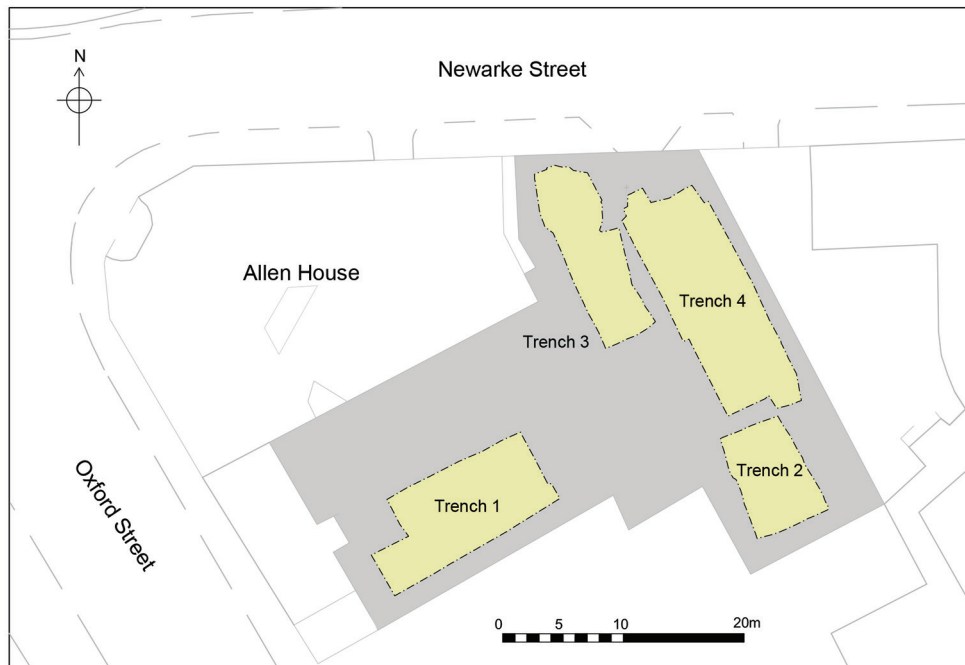 N
Newarke Street
Allen House
Trench 4
Trench 3
Trench 2
Trench 1
Oxford Street
0 5 10 20m